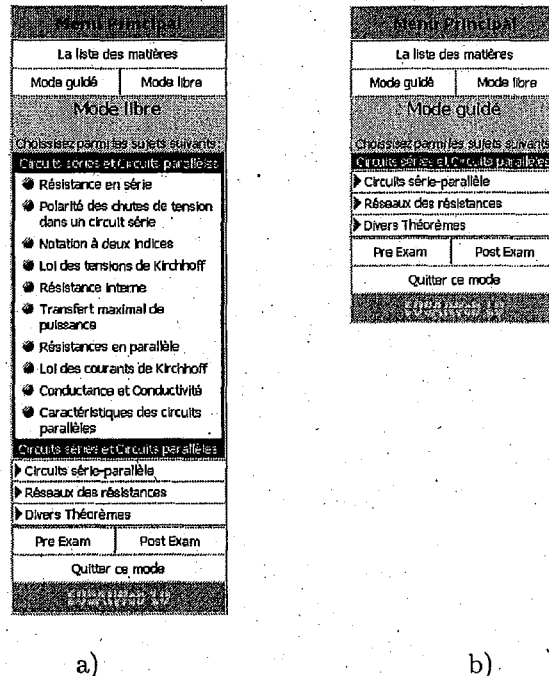 Menu Principal
La liste des matières
Mode guidé Mode libre
Mode libre
Choisissez parmi les sujets suivants
Circuits séries et Circuits parallèles
Résistance en série
Polarité des chutes de tension
dans un circuit série
Notation à deux indices
Loi des tensions de Kirchhoff
Résistance interne
Transfert maximal de
puissance
Résistances en parallèle
Loi des courants de Kirchhoff
Conductance et Conductivité
Caractéristiques des circuits
parallèles
Circuits séries et Circuits parallèles
Circuits série-parallèle
Réseaux des résistances
Divers Théorèmes
Pre Exam Post Exam
Quitter ce mode
a)
Menu Principal
La liste des matières
Mode guidé Mode libre
Mode guidé
Choisissez parmi les sujets suivants
Circuits séries et Circuits parallèles
Circuits série-parallèle
Réseaux des résistances
Divers Théorèmes
Pre Exam Post Exam
Quitter ce mode
b)